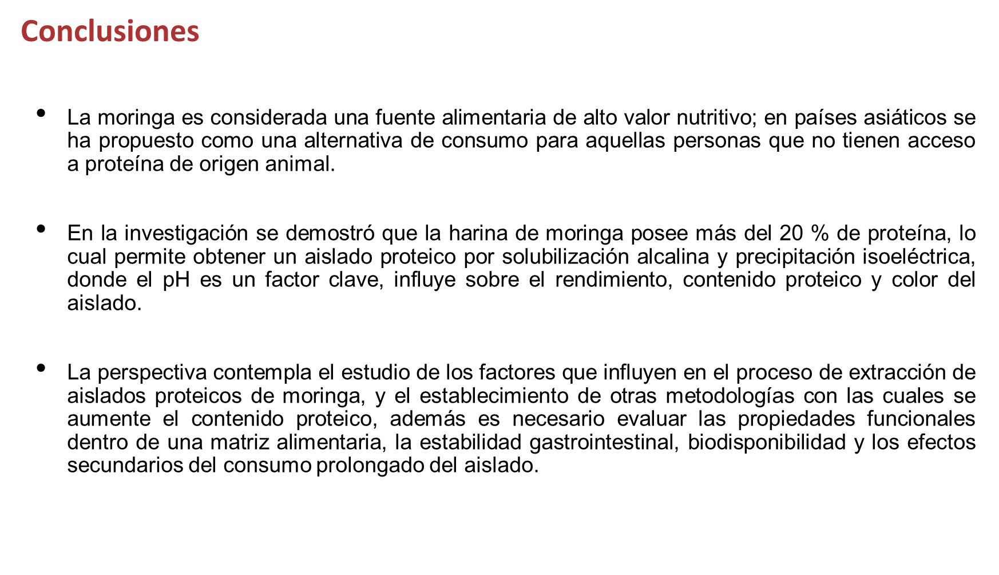 Conclusiones
• La moringa es considerada una fuente alimentaria de alto valor nutritivo; en países asiáticos se
ha propuesto como una alternativa de consumo para aquellas personas que no tienen acceso
a proteína de origen animal.
• En la investigación se demostró que la harina de moringa posee más del 20 % de proteína, lo
cual permite obtener un aislado proteico por solubilización alcalina y precipitación isoeléctrica,
donde el pH es un factor clave, influye sobre el rendimiento, contenido proteico y color del
aislado.
• La perspectiva contempla el estudio de los factores que influyen en el proceso de extracción de
aislados proteicos de moringa, y el establecimiento de otras metodologías con las cuales se
aumente el contenido proteico, además es necesario evaluar las propiedades funcionales
dentro de una matriz alimentaria, la estabilidad gastrointestinal, biodisponibilidad y los efectos
secundarios del consumo prolongado del aislado.